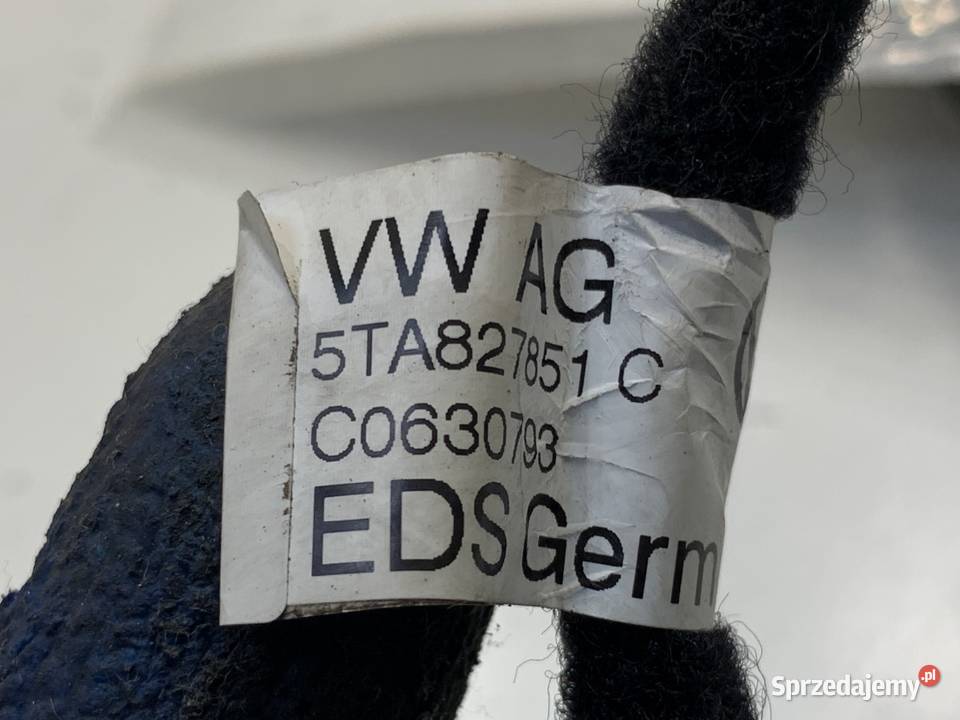 VW AG
5TA827851 C
C0630793
EDS Germ
Sprzedajemy.pl